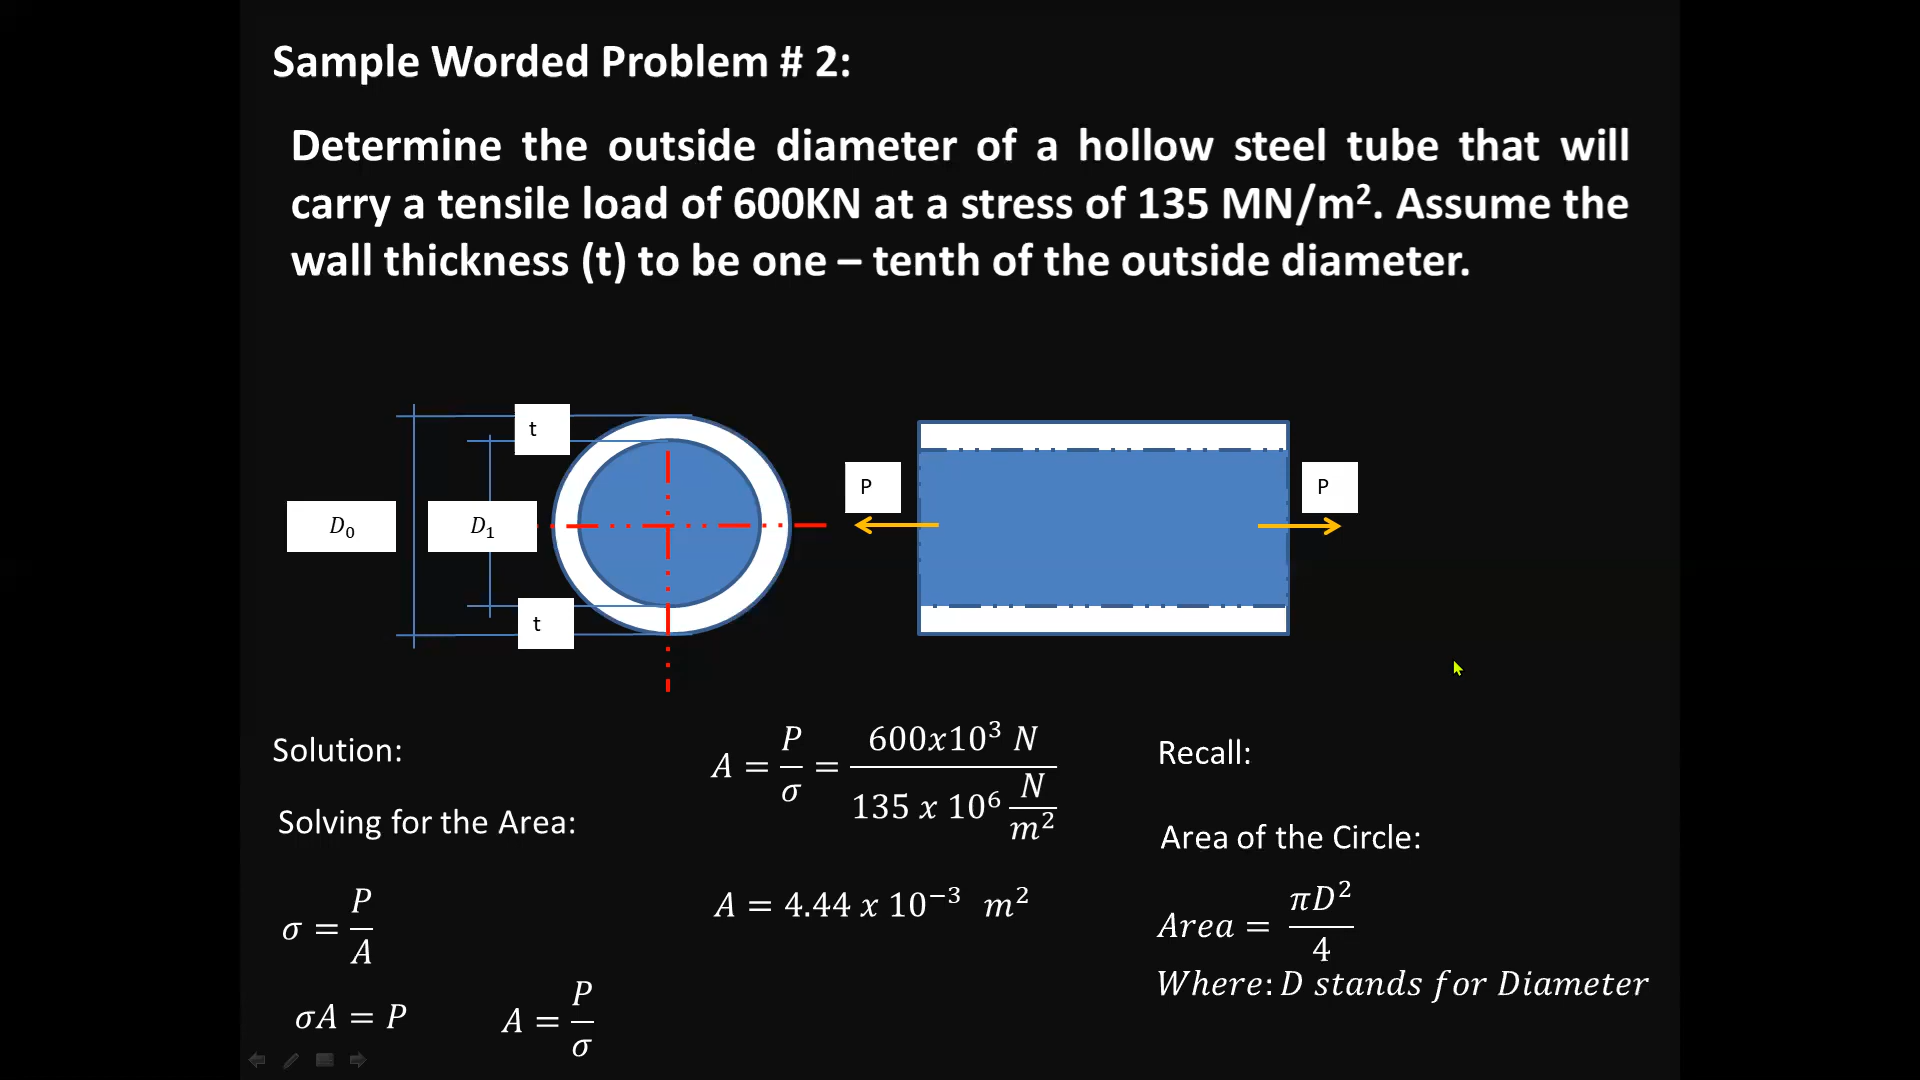 Sample Worded Problem # 2:
Determine the outside diameter of a hollow steel tube that will
carry a tensile load of 600KN at a stress of 135 MN/m². Assume the
wall thickness (t) to be one – tenth of the outside diameter.
t
D₀
D₁
t
P
P
Solution:
Solving for the Area:
σ = P/A
σA = P
A = P/σ
A = P/σ = 600x10³ N / 135 x 10⁶ N/m²
A = 4.44 x 10⁻³ m²
Recall:
Area of the Circle:
Area = πD²/4
Where: D stands for Diameter